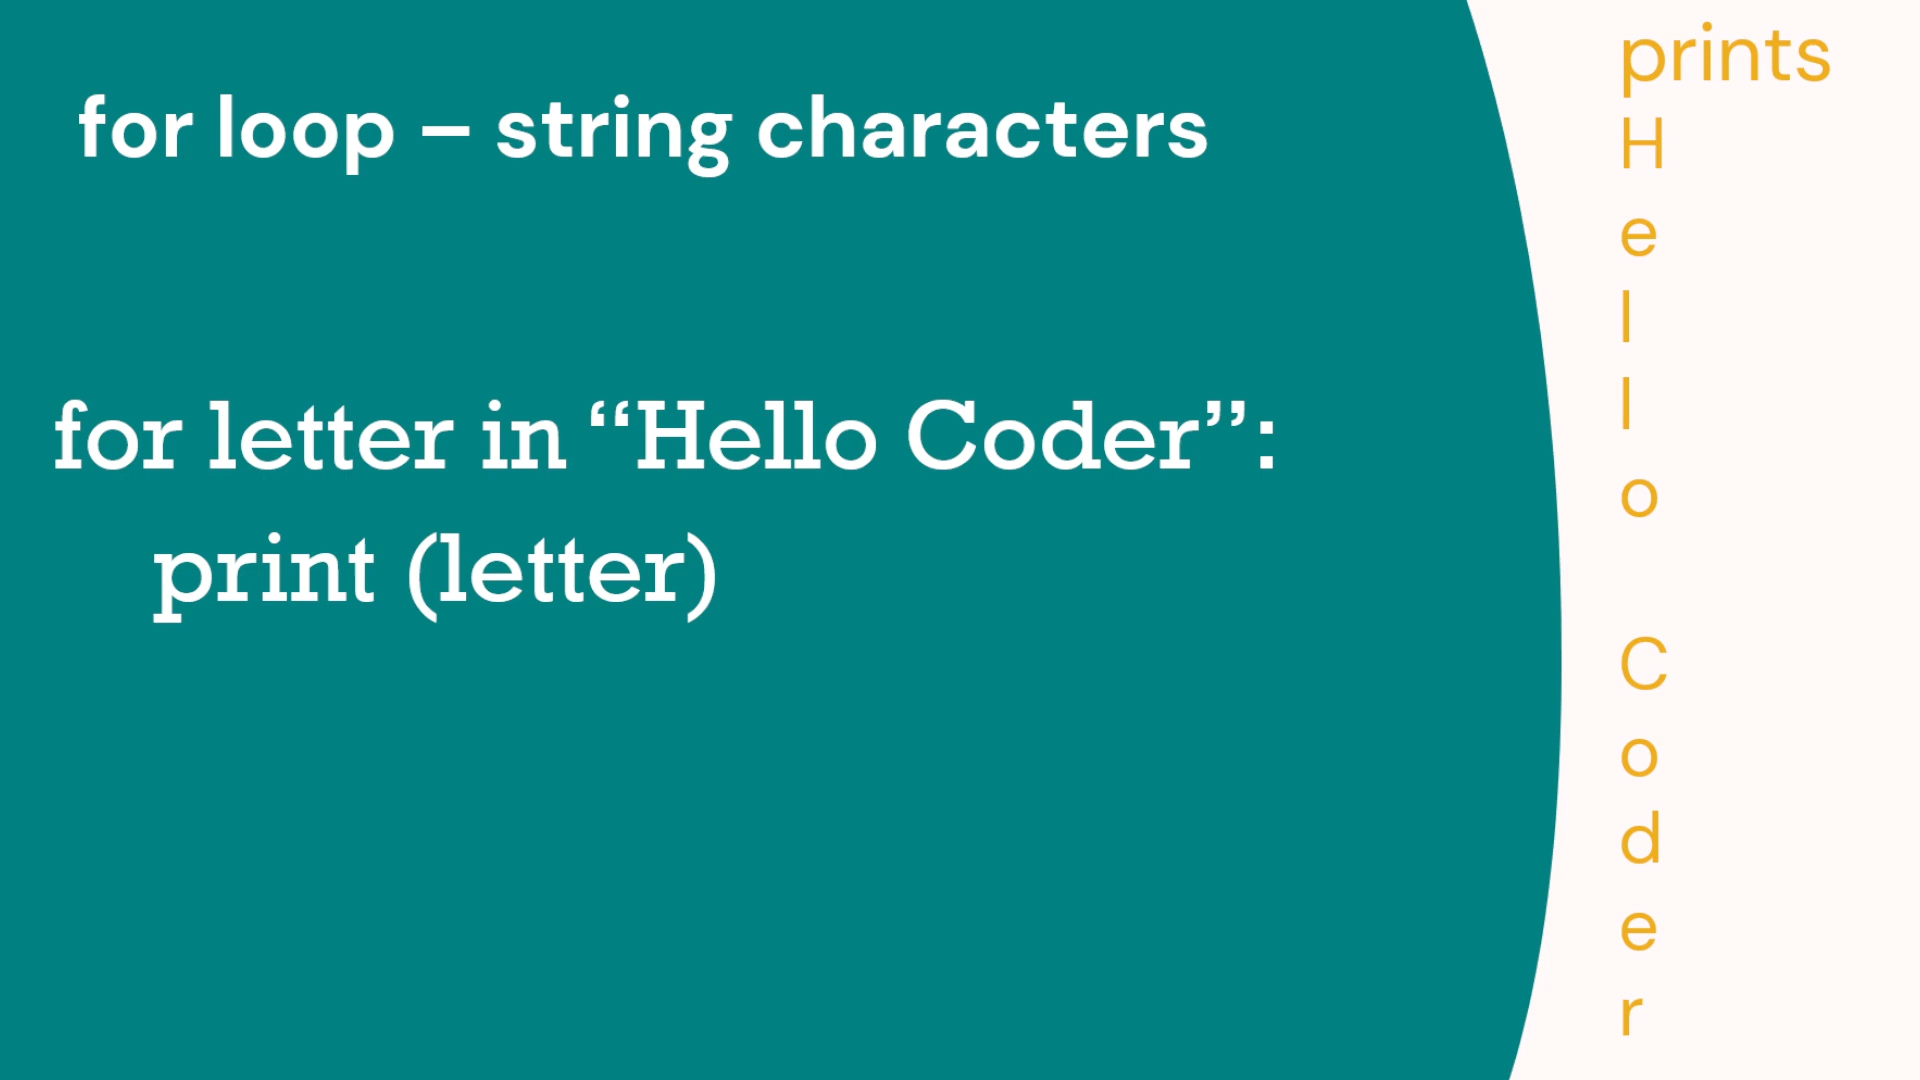 for loop – string characters
for letter in “Hello Coder”:
print (letter)
prints
H
e
l
l
o
C
o
d
e
r